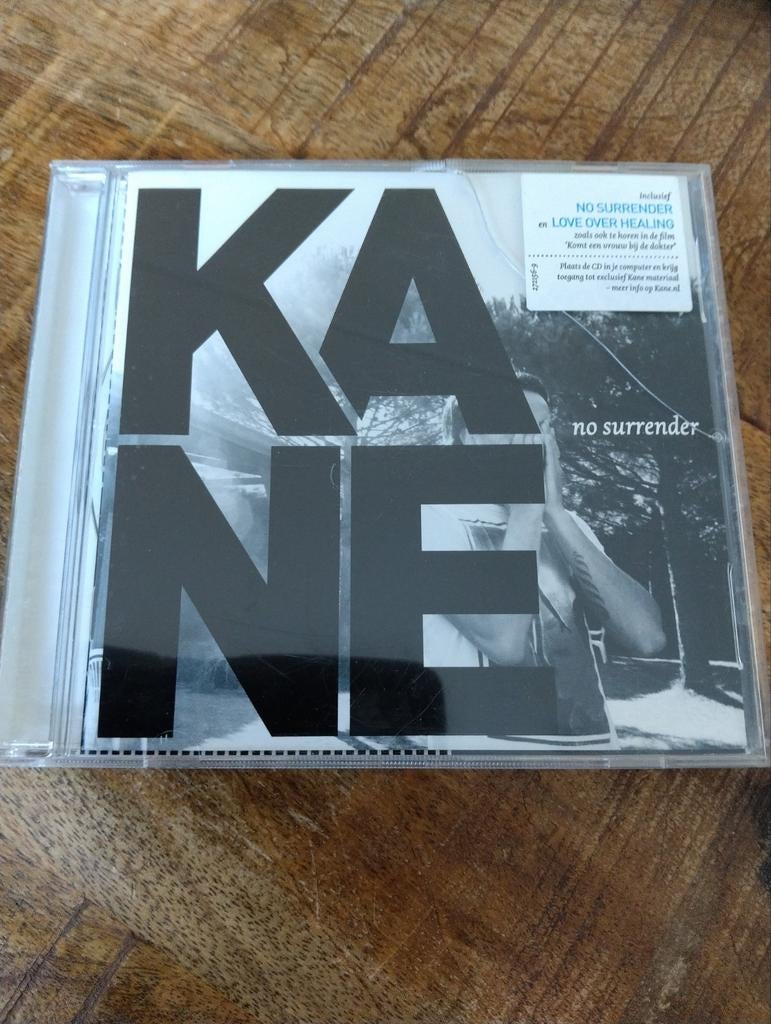 KA
NE
Inclusief
NO SURRENDER
en LOVE OVER HEALING
zoals ook te horen in de film
'Komt een vrouw bij de dokter'
Plaats de CD in je computer en krijg
toegang tot exclusief Kane materiaal
– meer info op Kane.nl
no surrender